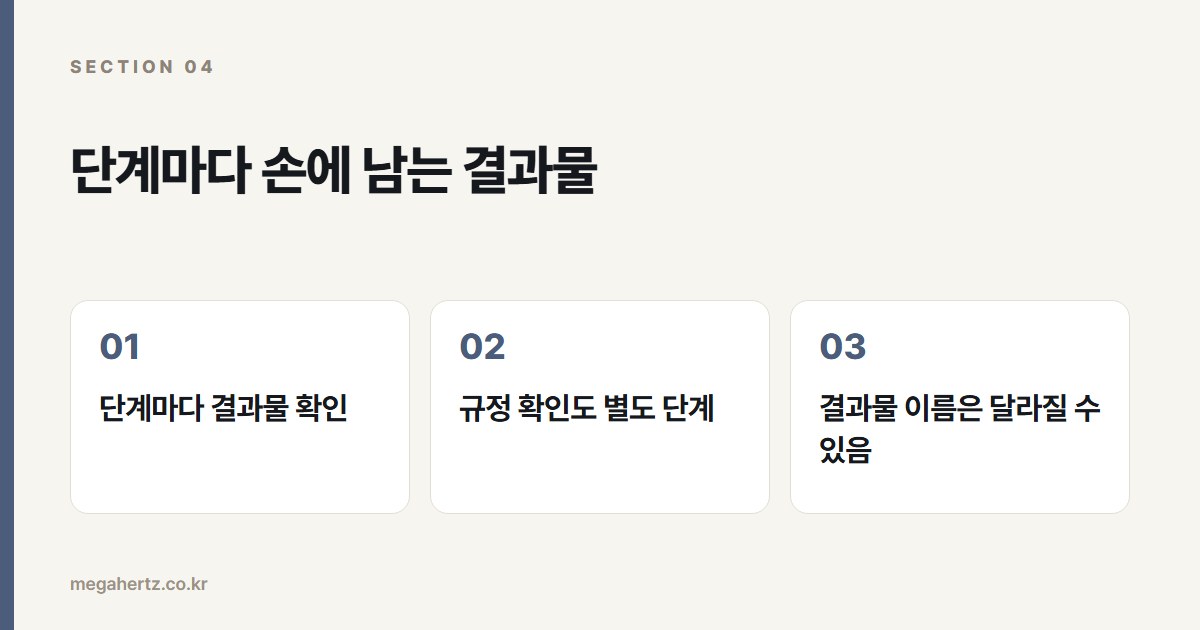 SECTION 04
단계마다 손에 남는 결과물
01
단계마다 결과물 확인
02
규정 확인도 별도 단계
03
결과물 이름은 달라질 수
있음
megahertz.co.kr